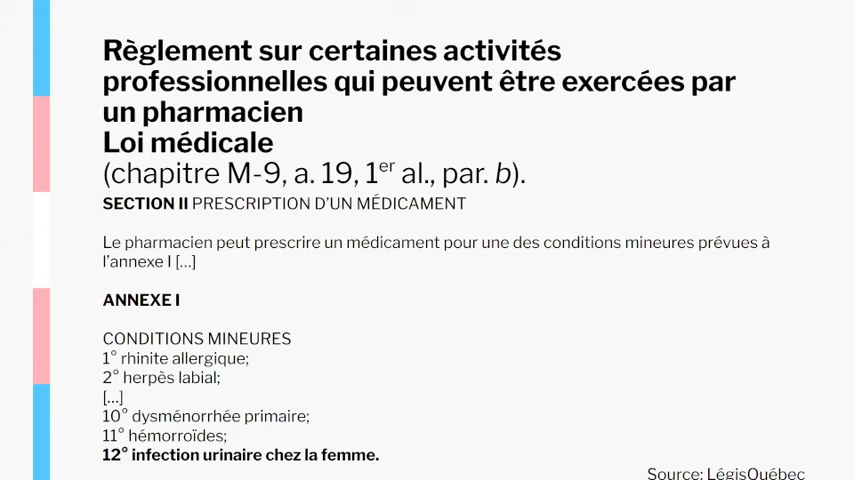 Règlement sur certaines activités
professionnelles qui peuvent être exercées par
un pharmacien
Loi médicale
(chapitre M-9, a. 19, 1er al., par. b).
SECTION II PRESCRIPTION D'UN MÉDICAMENT
Le pharmacien peut prescrire un médicament pour une des conditions mineures prévues à
l'annexe I [...]
ANNEXE I
CONDITIONS MINEURES
1° rhinite allergique;
2° herpès labial;
[...]
10° dysménorrhée primaire;
11° hémorroïdes;
12° infection urinaire chez la femme.
Source: LégisQuébec